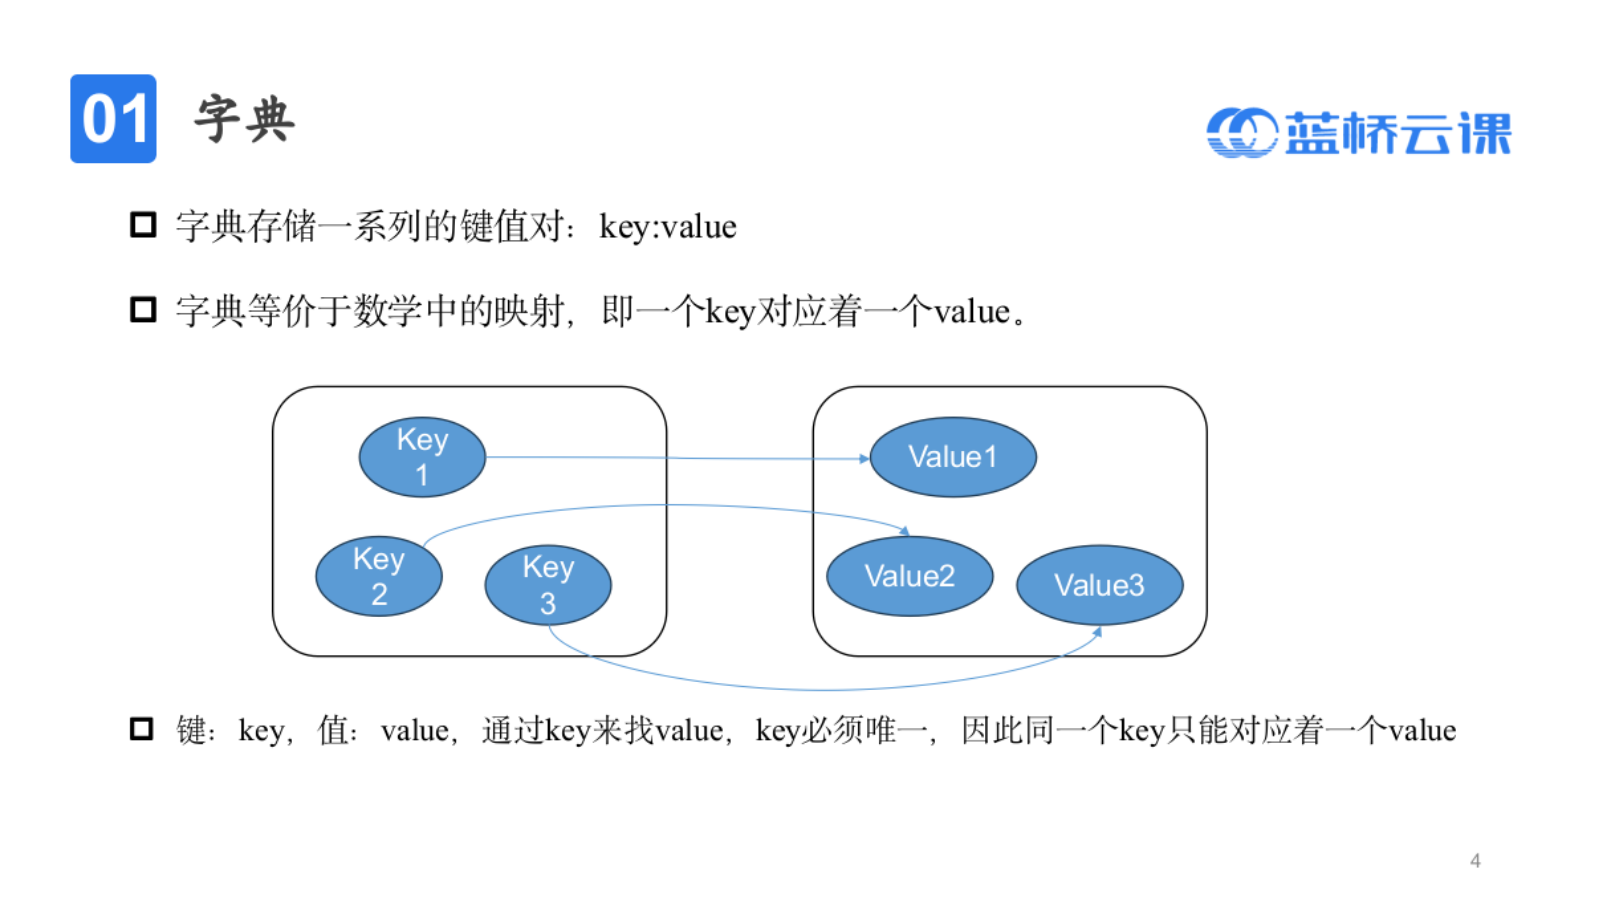 01 字典
蓝桥云课
字典存储一系列的键值对：key:value
字典等价于数学中的映射，即一个key对应着一个value。
Key
1
Value1
Key
2
Key
3
Value2
Value3
键：key，值：value，通过key来找value，key必须唯一，因此同一个key只能对应着一个value
4